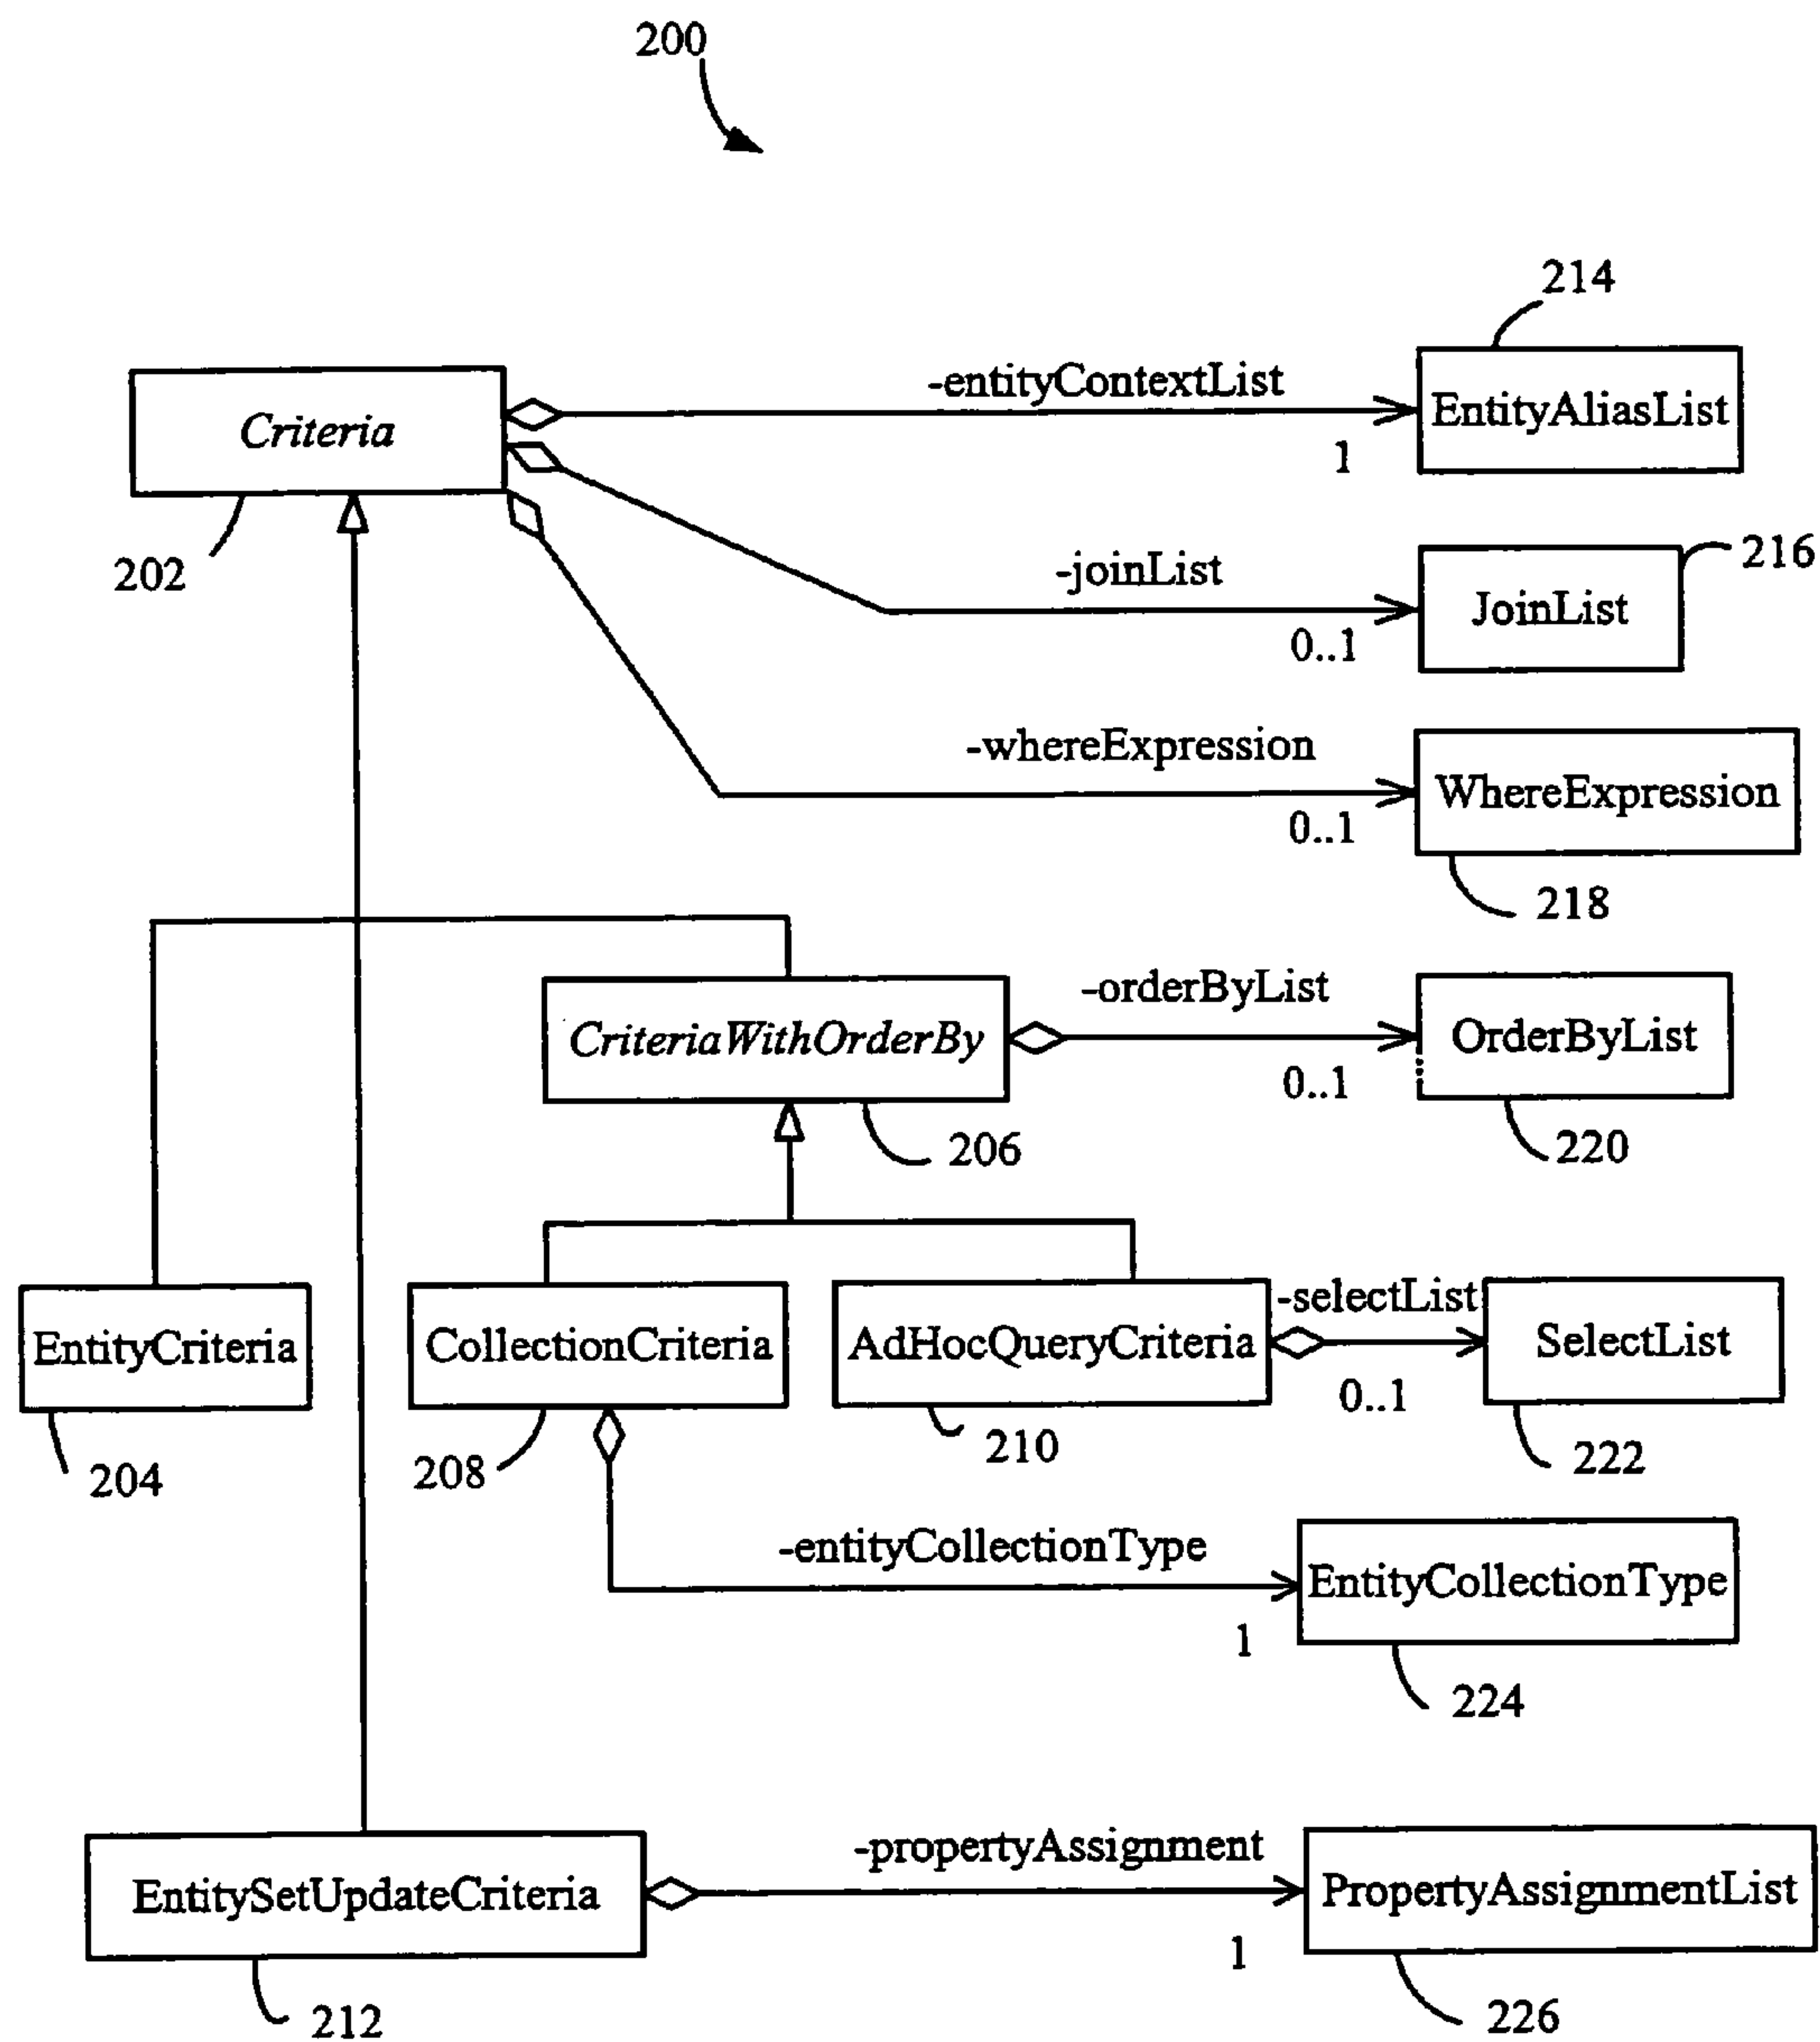 200
214
-entityContextList
EntityAliasList
Criteria
1
202
216
-joinList
JoinList
0..1
-whereExpression
WhereExpression
0..1
218
-orderByList
CriteriaWithOrderBy
OrderByList
0..1
206
220
-selectList
EntityCriteria
CollectionCriteria
AdHocQueryCriteria
SelectList
0..1
204
208
210
222
-entityCollectionType
EntityCollectionType
1
224
-propertyAssignment
EntitySetUpdateCriteria
PropertyAssignmentList
1
212
226